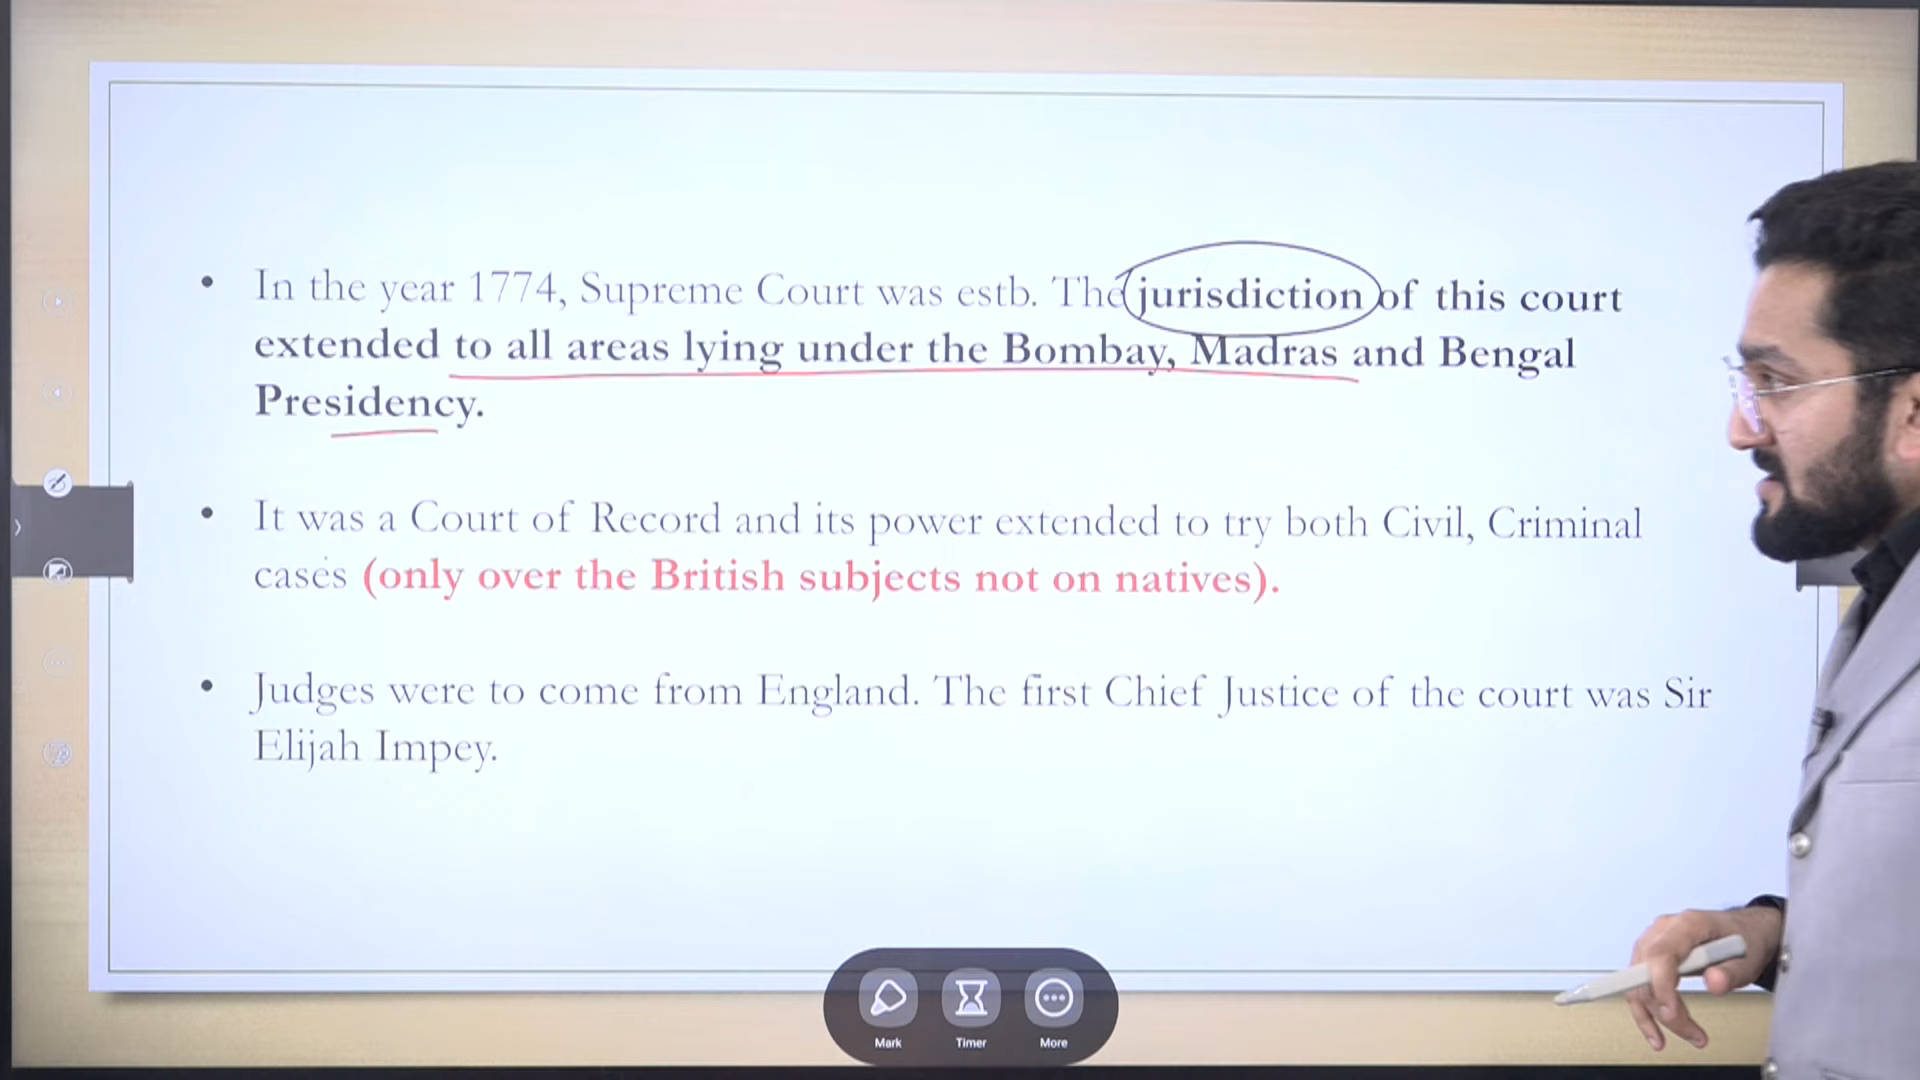 • In the year 1774, Supreme Court was estb. The jurisdiction of this court
extended to all areas lying under the Bombay, Madras and Bengal
Presidency.
• It was a Court of Record and its power extended to try both Civil, Criminal
cases (only over the British subjects not on natives).
• Judges were to come from England. The first Chief Justice of the court was Sir
Elijah Impey.
Mark Timer More